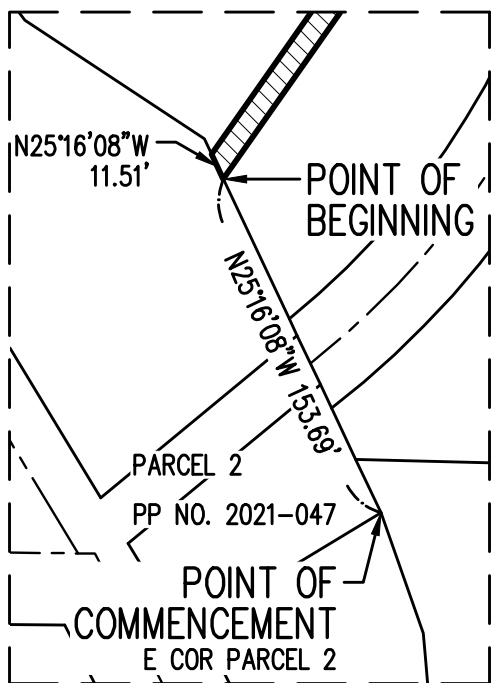 N25°16'08"W
11.51'
POINT OF
BEGINNING
N25°16'08"W 153.69'
PARCEL 2
PP NO. 2021-047
POINT OF
COMMENCEMENT
E COR PARCEL 2